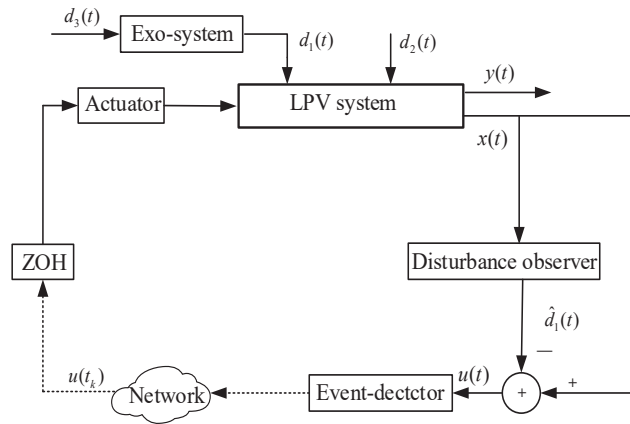 d₃(t)
Exo-system
d₁(t)
d₂(t)
Actuator
LPV system
y(t)
x(t)
ZOH
Disturbance observer
d̂₁(t)
—
u(tₖ)
Network
Event-dectctor
u(t)
+
+